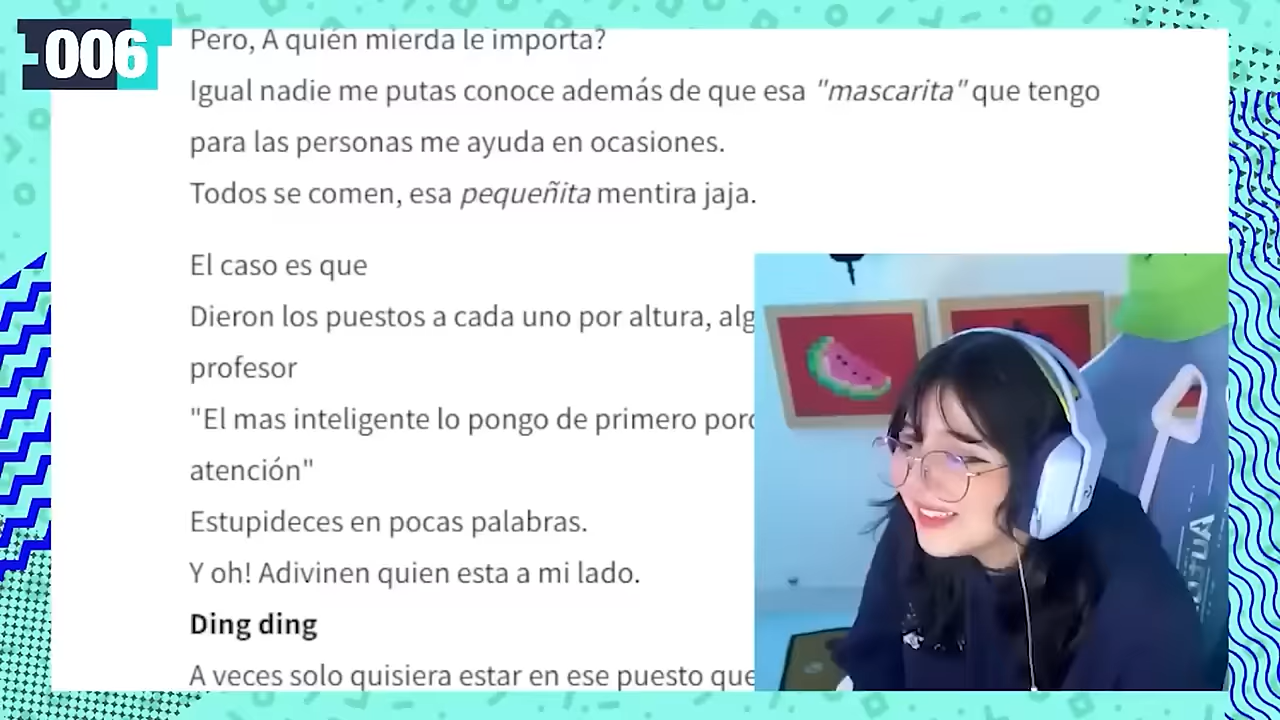 006
Pero, A quién mierda le importa?
Igual nadie me putas conoce además de que esa "mascarita" que tengo
para las personas me ayuda en ocasiones.
Todos se comen, esa pequeñita mentira jaja.
El caso es que
Dieron los puestos a cada uno por altura,
profesor
"El mas inteligente lo pongo de primero
atención"
Estupideces en pocas palabras.
Y oh! Adivinen quien esta a mi lado.
Ding ding
A veces solo quisiera estar en ese puesto que